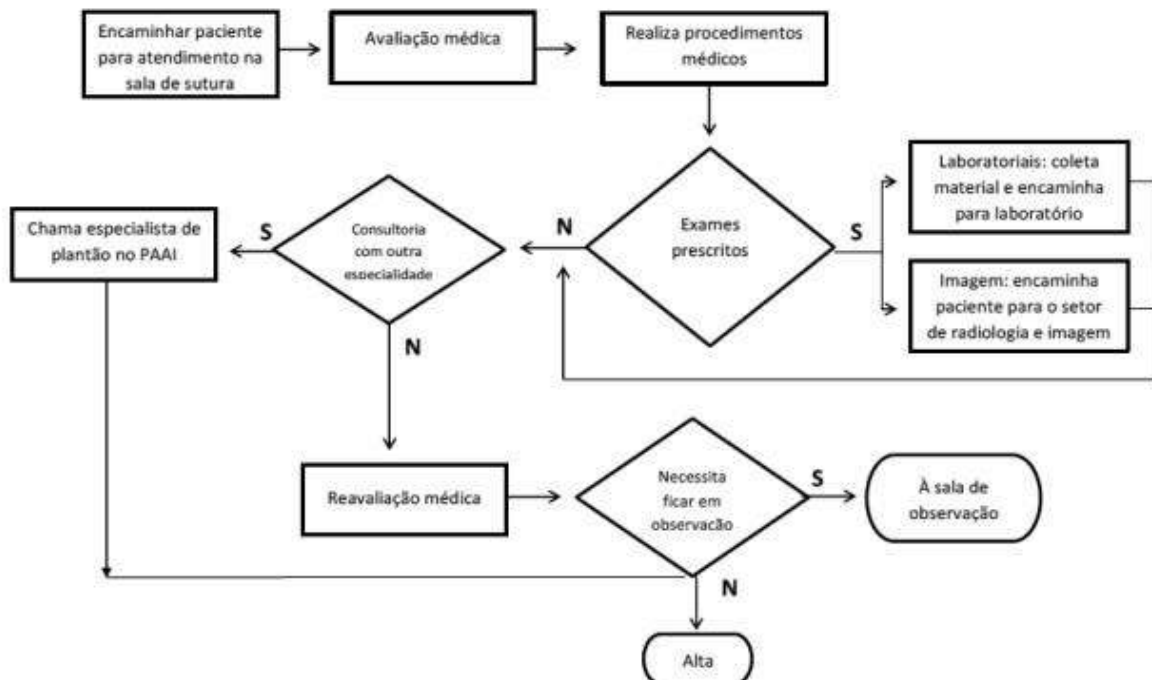 Encaminhar paciente
para atendimento na
sala de sutura
Avaliação médica
Realiza procedimentos
médicos
Laboratoriais: coleta
material e encaminha
para laboratório
Exames
prescritos
N
S
Consultoria
com outra
especialidade
S
Chama especialista de
plantão no PAAI
Imagem: encaminha
paciente para o setor
de radiologia e imagem
N
Reavaliação médica
Necessita
ficar em
observacão
S
À sala de
observação
N
Alta